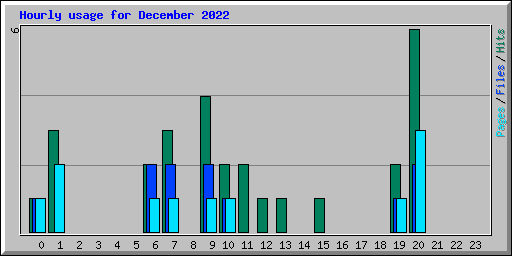 Hourly usage for December 2022
6
Pages/Files/Hits
0 1 2 3 4 5 6 7 8 9 10 11 12 13 14 15 16 17 18 19 20 21 22 23